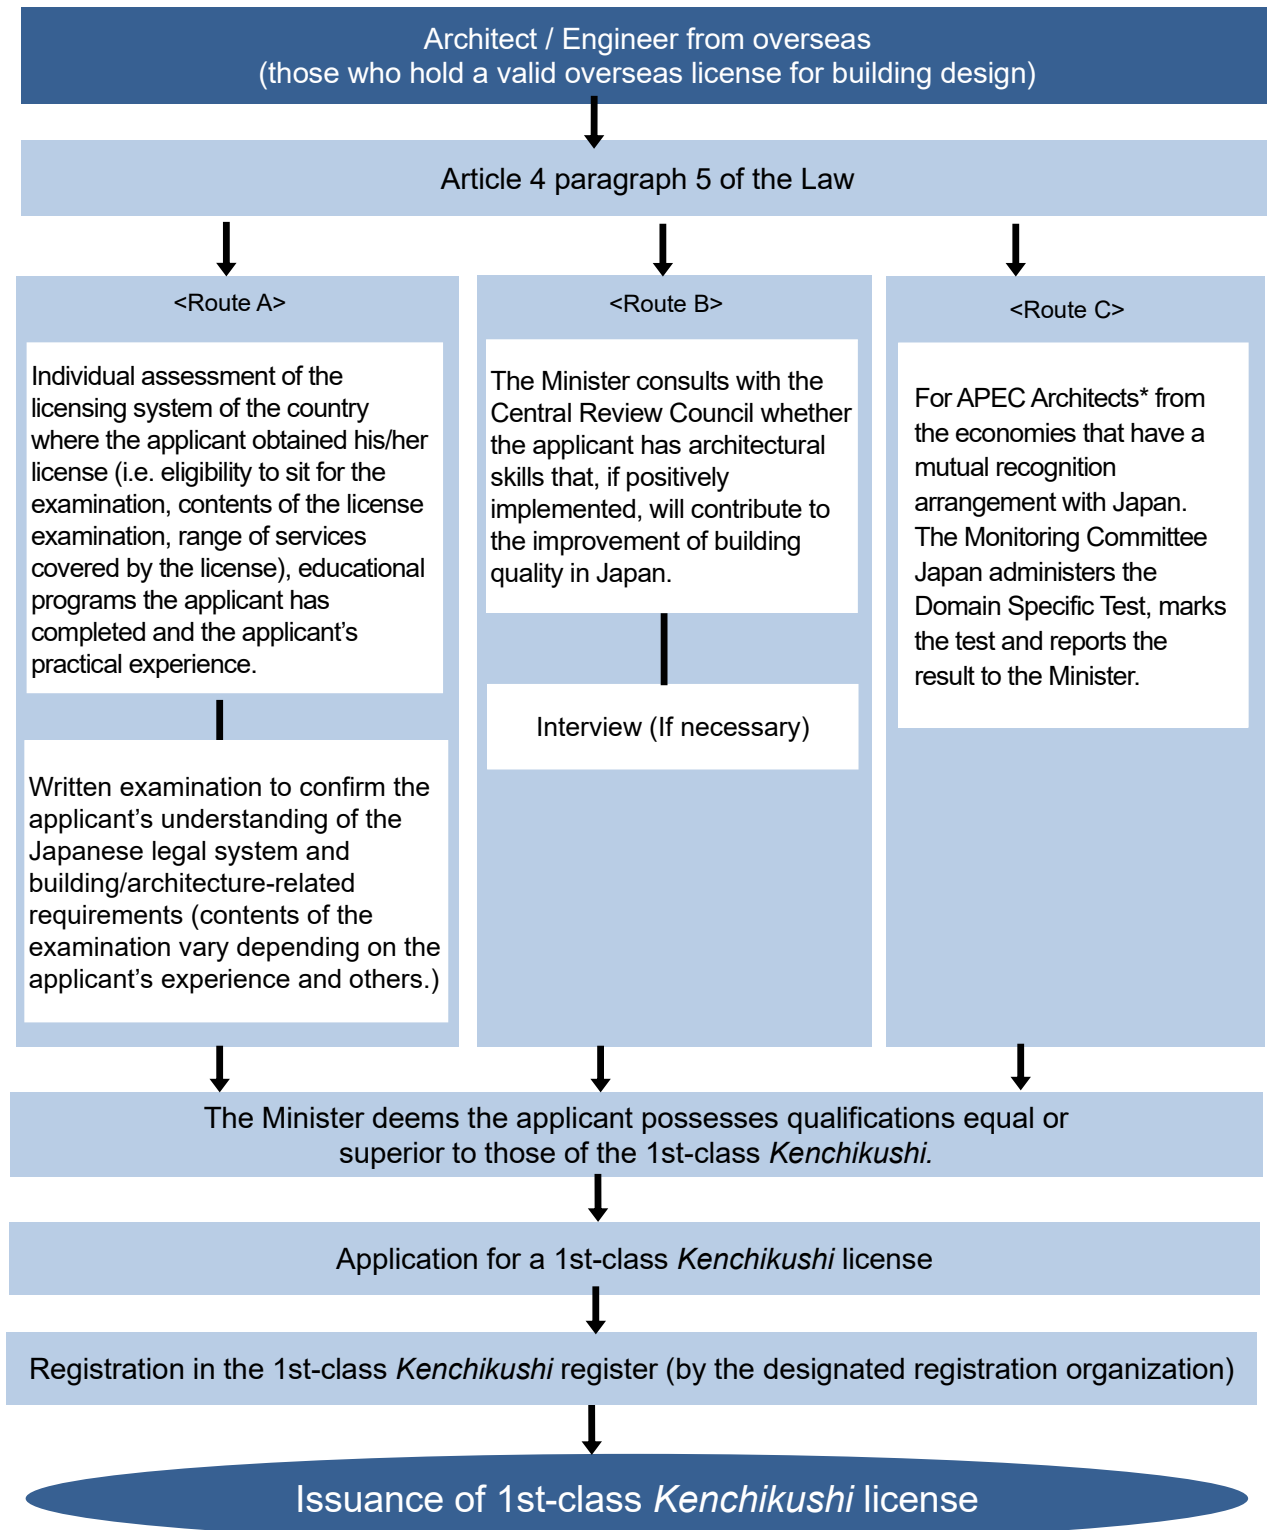 Architect / Engineer from overseas
(those who hold a valid overseas license for building design)
Article 4 paragraph 5 of the Law
<Route A>
Individual assessment of the
licensing system of the country
where the applicant obtained his/her
license (i.e. eligibility to sit for the
examination, contents of the license
examination, range of services
covered by the license), educational
programs the applicant has
completed and the applicant’s
practical experience.
Written examination to confirm the
applicant’s understanding of the
Japanese legal system and
building/architecture-related
requirements (contents of the
examination vary depending on the
applicant’s experience and others.)
<Route B>
The Minister consults with the
Central Review Council whether
the applicant has architectural
skills that, if positively
implemented, will contribute to
the improvement of building
quality in Japan.
Interview (If necessary)
<Route C>
For APEC Architects* from
the economies that have a
mutual recognition
arrangement with Japan.
The Monitoring Committee
Japan administers the
Domain Specific Test, marks
the test and reports the
result to the Minister.
The Minister deems the applicant possesses qualifications equal or
superior to those of the 1st-class Kenchikushi.
Application for a 1st-class Kenchikushi license
Registration in the 1st-class Kenchikushi register (by the designated registration organization)
Issuance of 1st-class Kenchikushi license